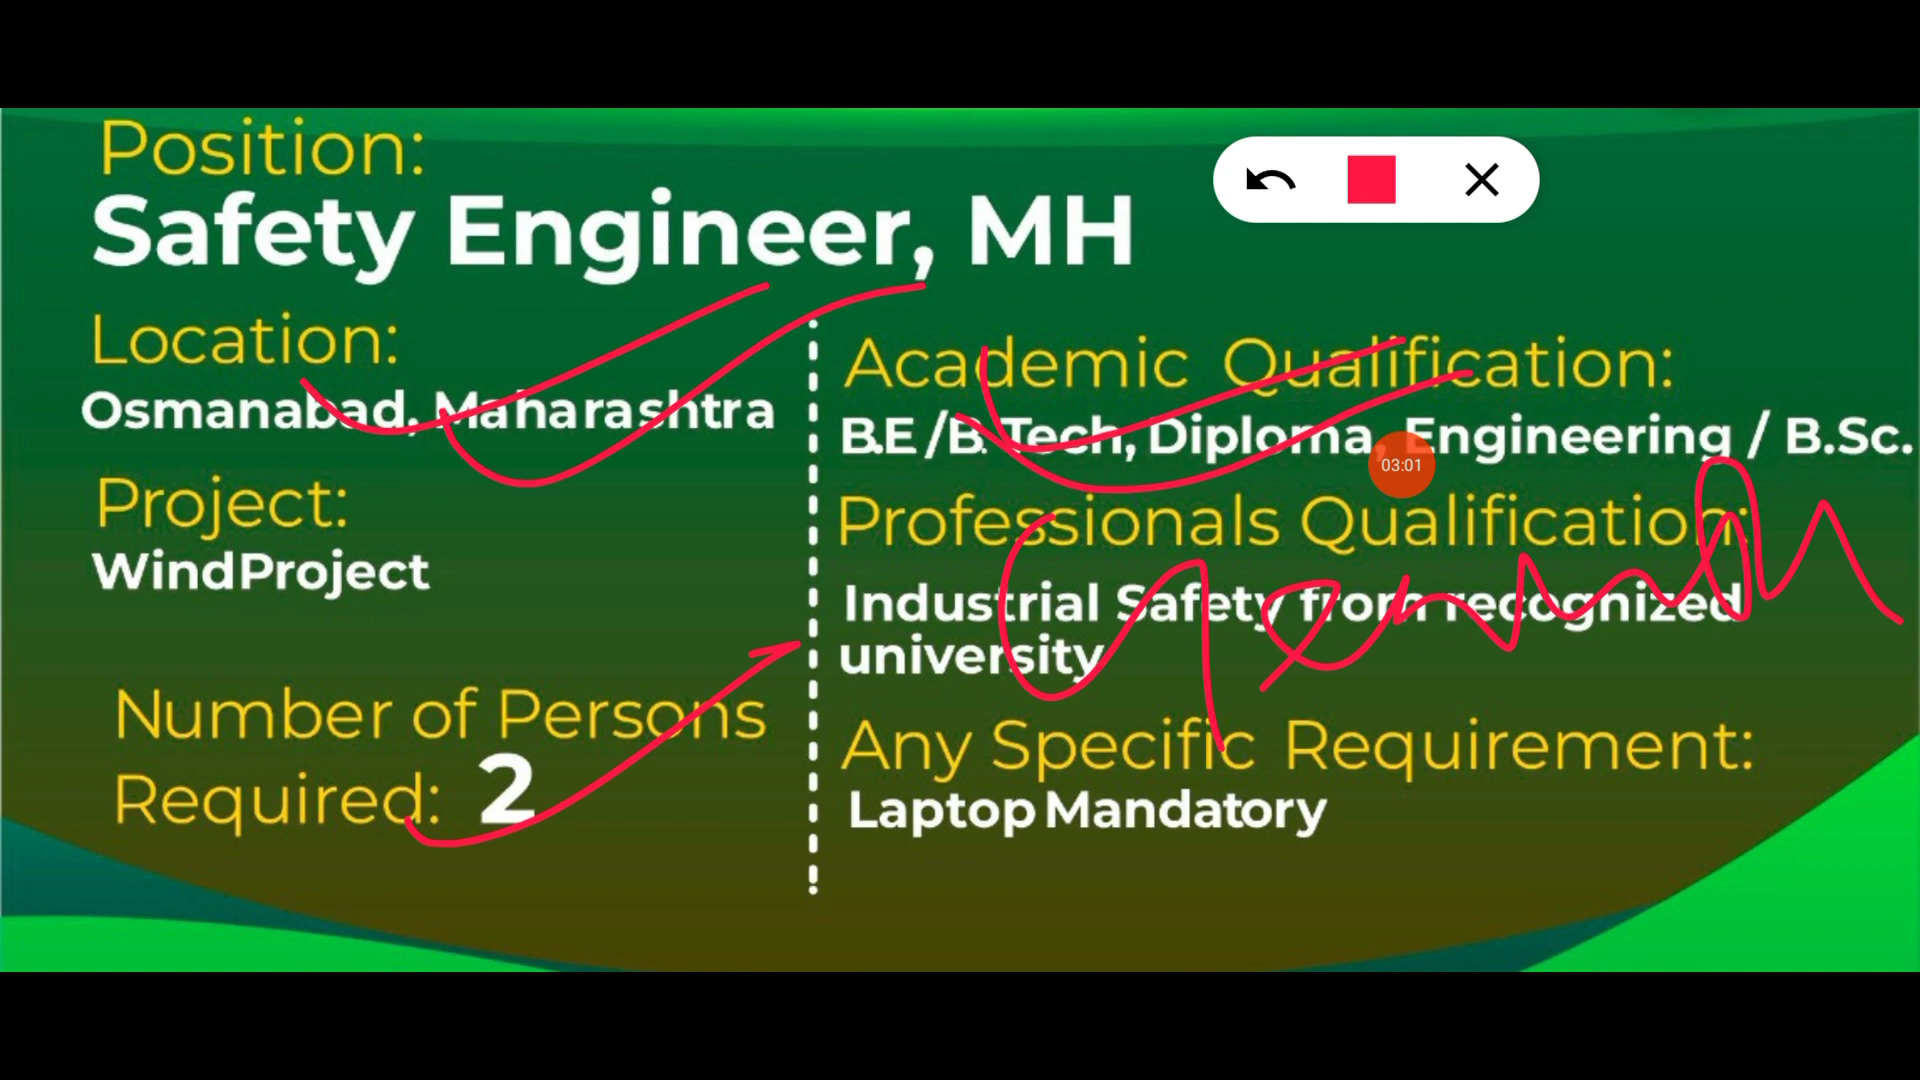 Position:
Safety Engineer, MH
Location:
Osmanabad, Maharashtra
Project:
WindProject
Number of Persons
Required: 2
Academic Qualification:
B.E /B.Tech, Diploma, Engineering / B.Sc.
03:01
Professionals Qualification:
Industrial Safety from recognized
university
Any Specific Requirement:
Laptop Mandatory